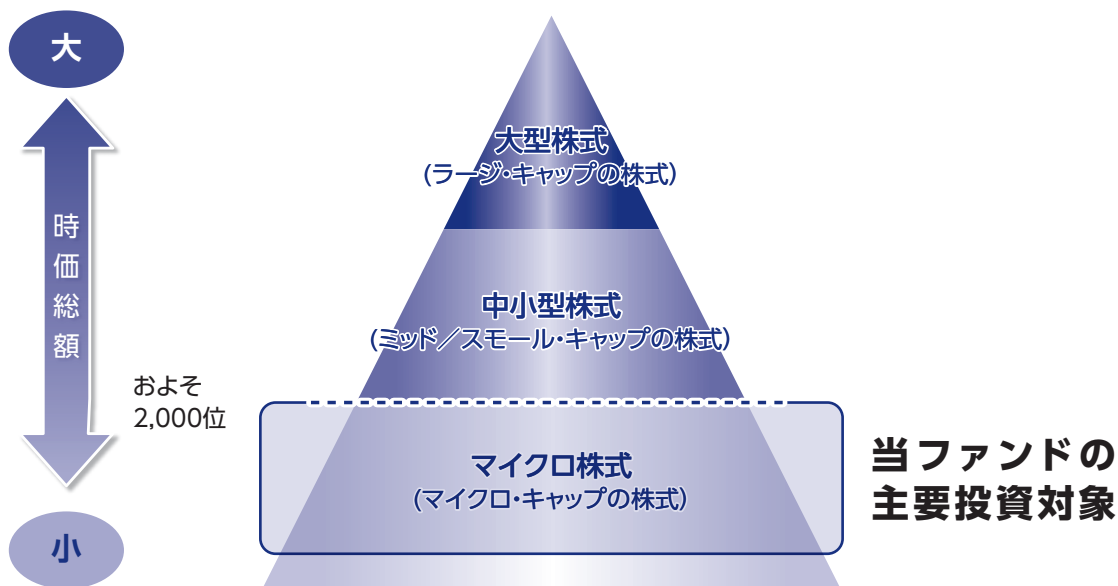 大
時価総額
小
およそ
2,000位
大型株式
(ラージ・キャップの株式)
中小型株式
(ミッド／スモール・キャップの株式)
マイクロ株式
(マイクロ・キャップの株式)
当ファンドの
主要投資対象